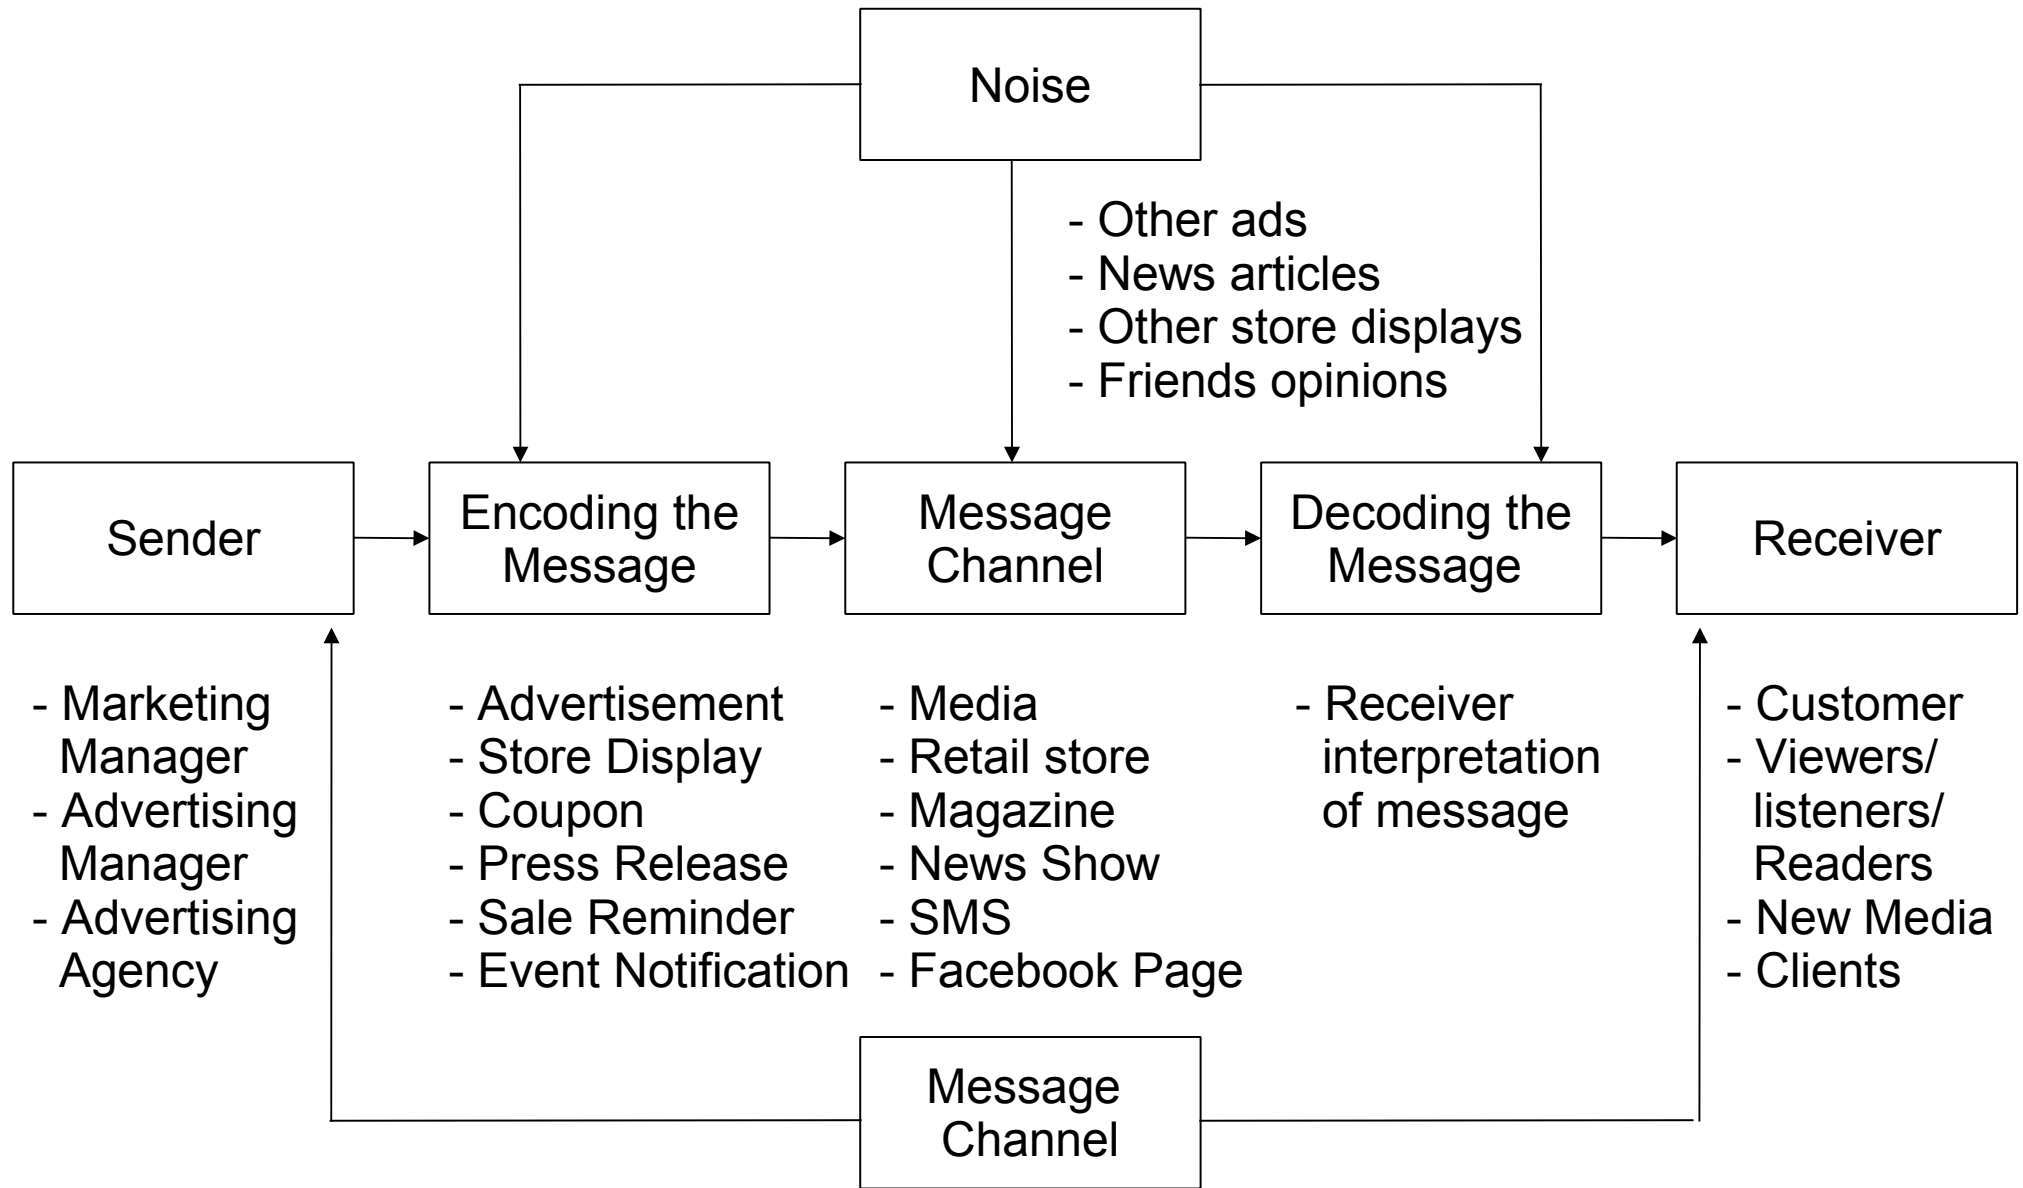 Noise
- Other ads
- News articles
- Other store displays
- Friends opinions
Sender
Encoding the
Message
Message
Channel
Decoding the
Message
Receiver
- Marketing
Manager
- Advertising
Manager
- Advertising
Agency
- Advertisement
- Store Display
- Coupon
- Press Release
- Sale Reminder
- Event Notification
- Media
- Retail store
- Magazine
- News Show
- SMS
- Facebook Page
- Receiver
interpretation
of message
- Customer
- Viewers/
listeners/
Readers
- New Media
- Clients
Message
Channel